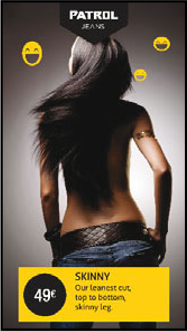 PATROL
JEANS
SKINNY
49€
Our leanest cut,
top to bottom,
skinny leg.